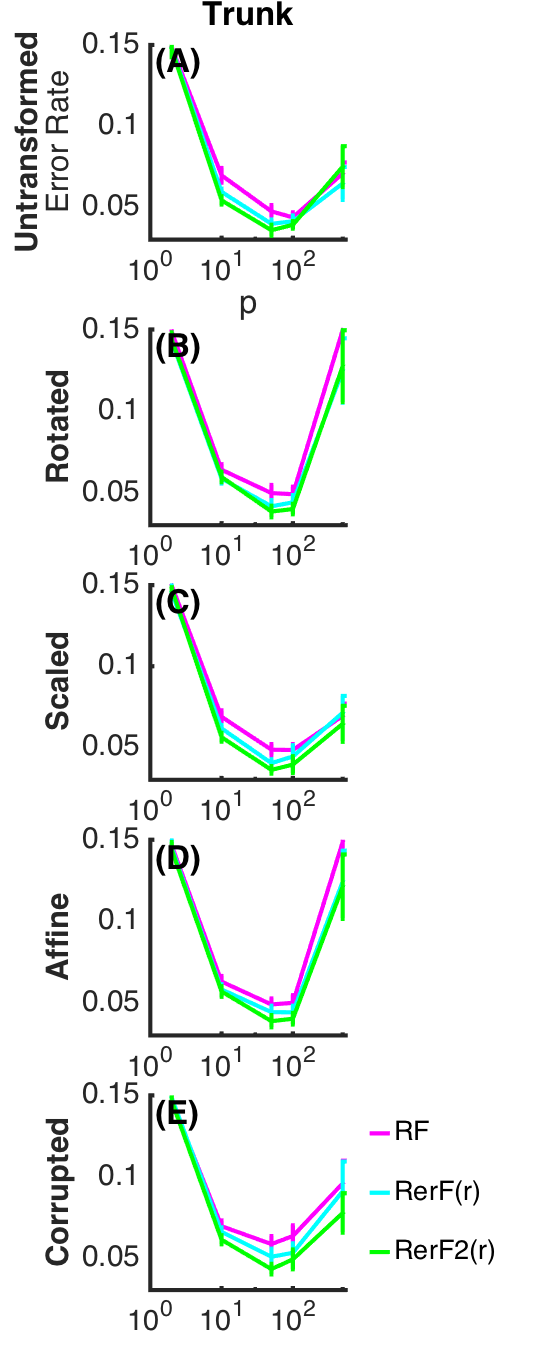 Trunk
(A)
Untransformed
Error Rate
0.15
0.1
0.05
10^0 10^1 10^2
p
(B)
Rotated
0.15
0.1
0.05
10^0 10^1 10^2
(C)
Scaled
0.15
0.1
0.05
10^0 10^1 10^2
(D)
Affine
0.15
0.1
0.05
10^0 10^1 10^2
(E)
Corrupted
0.15
0.1
0.05
10^0 10^1 10^2
RF
RerF(r)
RerF2(r)